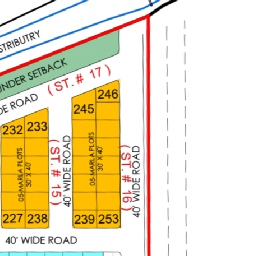 STRIBUTRY
UNDER SETBACK
(ST. # 17)
DE ROAD
246
245
232 233
05-MARLA PLOTS
30' X 40'
(ST. # 15)
40' WIDE ROAD
05-MARLA PLOTS
30' X 40'
(ST. # 16)
40' WIDE ROAD
227 238
239 253
40' WIDE ROAD